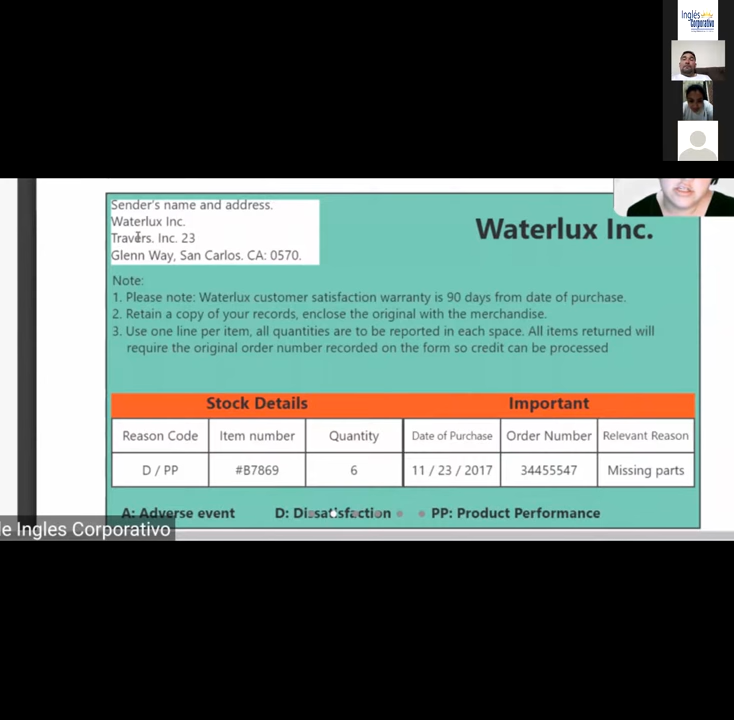 Inglés
Corporativo
Sender's name and address.
Waterlux Inc.
Travers. Inc. 23
Glenn Way, San Carlos. CA: 0570.
Waterlux Inc.
Note:
1. Please note: Waterlux customer satisfaction warranty is 90 days from date of purchase.
2. Retain a copy of your records, enclose the original with the merchandise.
3. Use one line per item, all quantities are to be reported in each space. All items returned will
require the original order number recorded on the form so credit can be processed
Stock Details Important
Reason Code Item number Quantity Date of Purchase Order Number Relevant Reason
D / PP #B7869 6 11 / 23 / 2017 34455547 Missing parts
A: Adverse event D: Dissatisfaction PP: Product Performance
de Ingles Corporativo